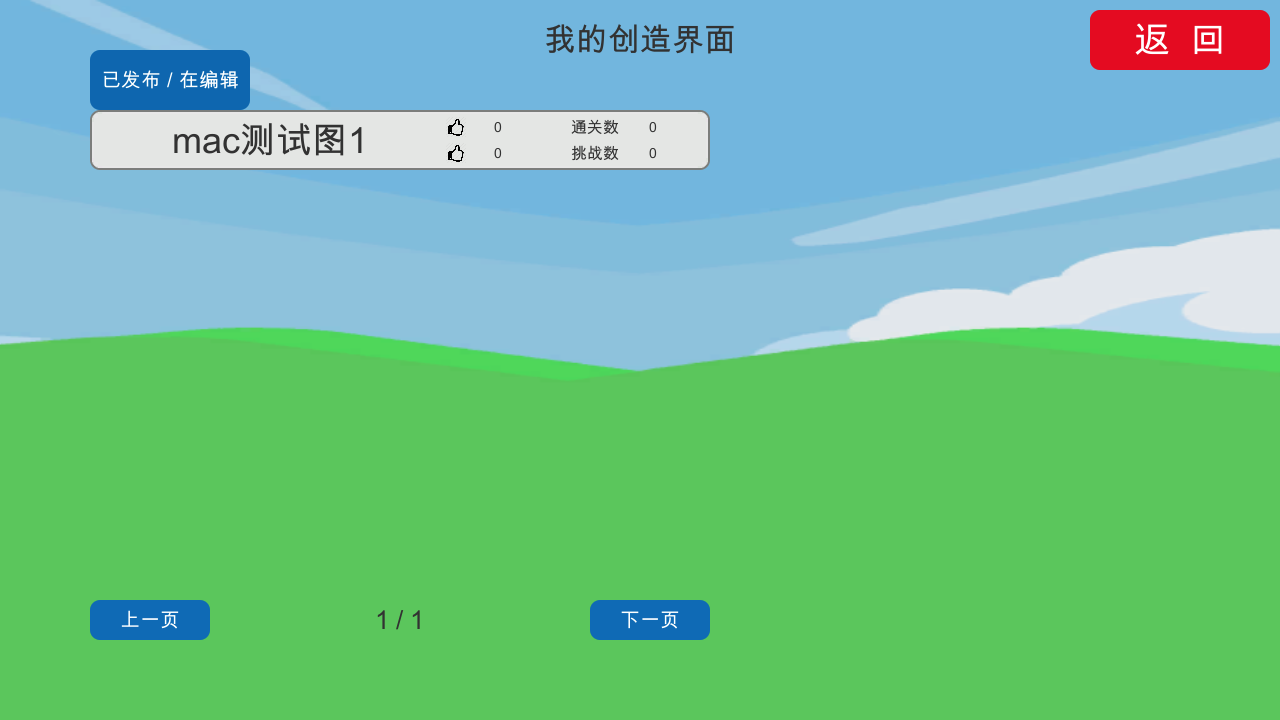 我的创造界面
返 回
已发布 / 在编辑
mac测试图1
0
通关数
0
0
挑战数
0
上一页
1 / 1
下一页